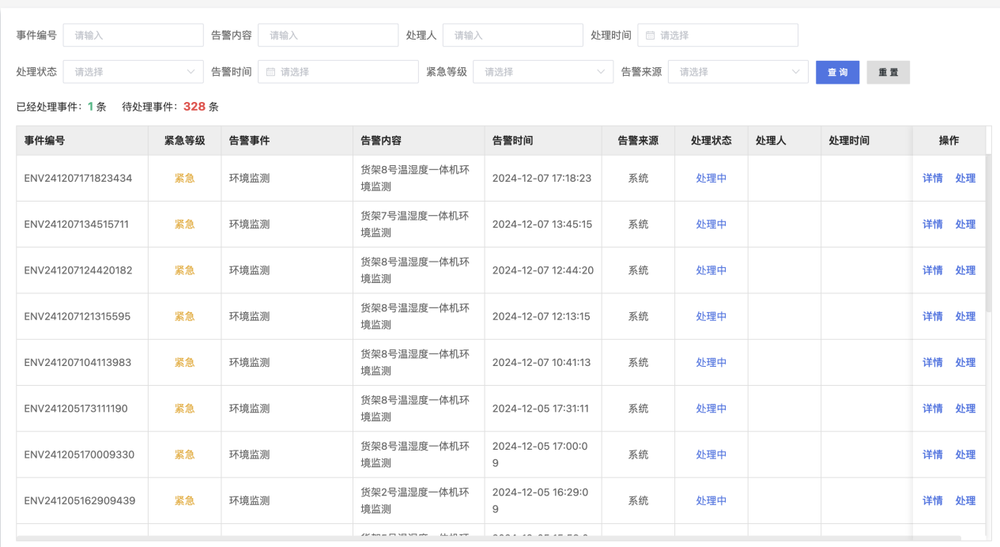 事件编号 请输入 告警内容 请输入 处理人 请输入 处理时间 请选择
处理状态 请选择 告警时间 请选择 紧急等级 请选择 告警来源 请选择 查询 重置
已经处理事件：1 条 待处理事件：328 条
事件编号 紧急等级 告警事件 告警内容 告警时间 告警来源 处理状态 处理人 处理时间 操作
ENV241207171823434 紧急 环境监测 货架8号温湿度一体机环 2024-12-07 17:18:23 系统 处理中 详情 处理
境监测
ENV241207134515711 紧急 环境监测 货架7号温湿度一体机环 2024-12-07 13:45:15 系统 处理中 详情 处理
境监测
ENV241207124420182 紧急 环境监测 货架8号温湿度一体机环 2024-12-07 12:44:20 系统 处理中 详情 处理
境监测
ENV241207121315595 紧急 环境监测 货架8号温湿度一体机环 2024-12-07 12:13:15 系统 处理中 详情 处理
境监测
ENV241207104113983 紧急 环境监测 货架8号温湿度一体机环 2024-12-07 10:41:13 系统 处理中 详情 处理
境监测
ENV241205173111190 紧急 环境监测 货架8号温湿度一体机环 2024-12-05 17:31:11 系统 处理中 详情 处理
境监测
ENV241205170009330 紧急 环境监测 货架8号温湿度一体机环 2024-12-05 17:00:0 系统 处理中 详情 处理
境监测 9
ENV241205162909439 紧急 环境监测 货架2号温湿度一体机环 2024-12-05 16:29:0 系统 处理中 详情 处理
境监测 9